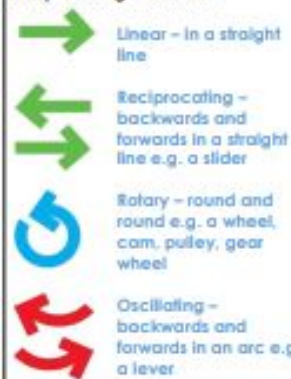 Linear – in a straight
line
Reciprocating –
backwards and
forwards in a straight
line e.g. a slider
Rotary – round and
round e.g. a wheel,
cam, pulley, gear
wheel
Oscillating –
backwards and
forwards in an arc e.g
a lever